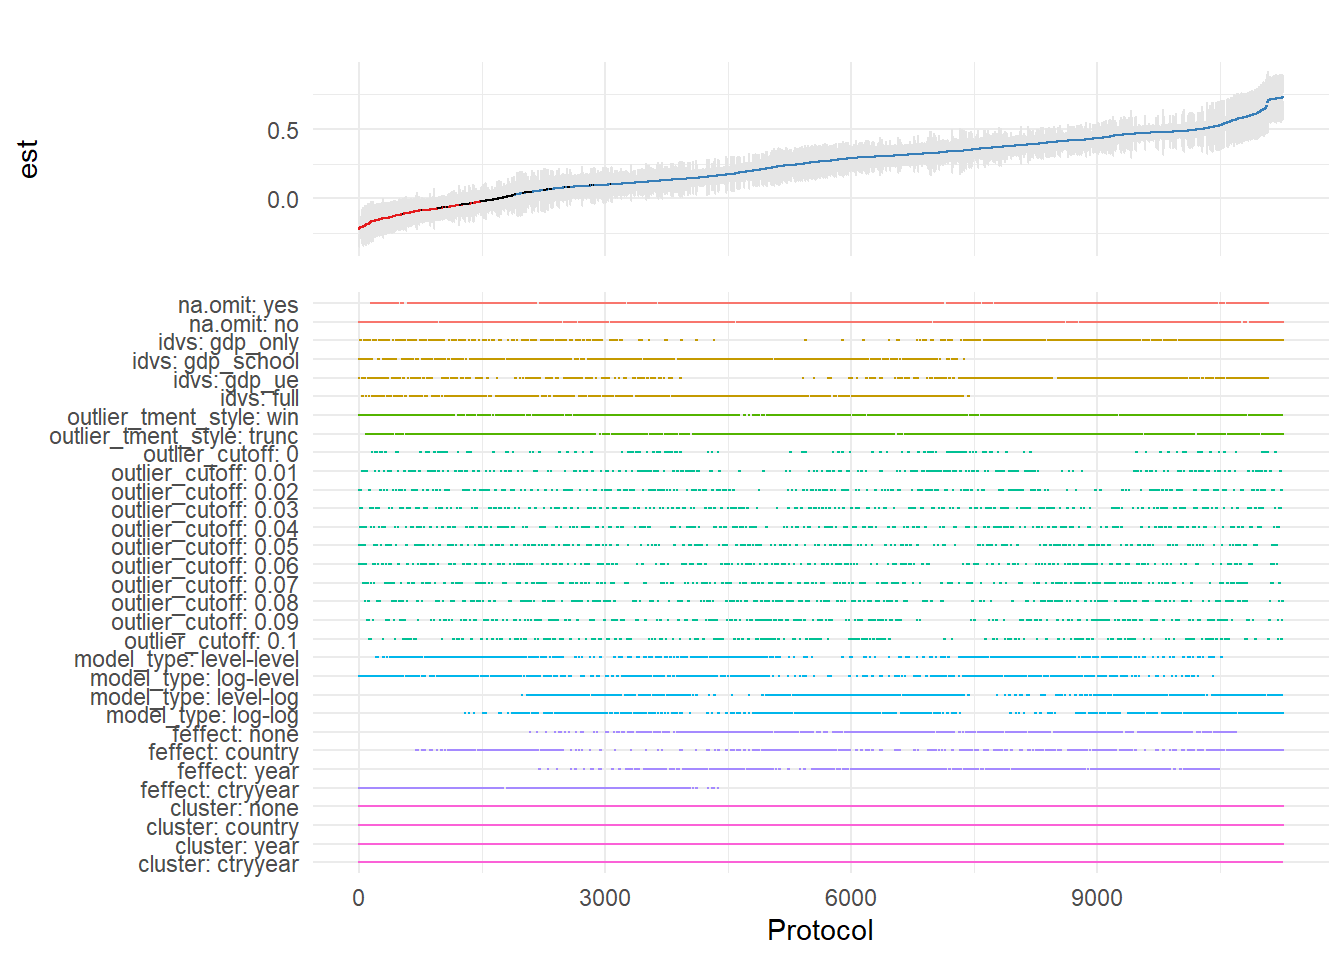 est
0.5
0.0
na.omit: yes
na.omit: no
idvs: gdp_only
idvs: gdp_school
idvs: gdp_ue
idvs: full
outlier_tment_style: win
outlier_tment_style: trunc
outlier_cutoff: 0
outlier_cutoff: 0.01
outlier_cutoff: 0.02
outlier_cutoff: 0.03
outlier_cutoff: 0.04
outlier_cutoff: 0.05
outlier_cutoff: 0.06
outlier_cutoff: 0.07
outlier_cutoff: 0.08
outlier_cutoff: 0.09
outlier_cutoff: 0.1
model_type: level-level
model_type: log-level
model_type: level-log
model_type: log-log
feffect: none
feffect: country
feffect: year
feffect: ctryyear
cluster: none
cluster: country
cluster: year
cluster: ctryyear
0 3000 6000 9000
Protocol